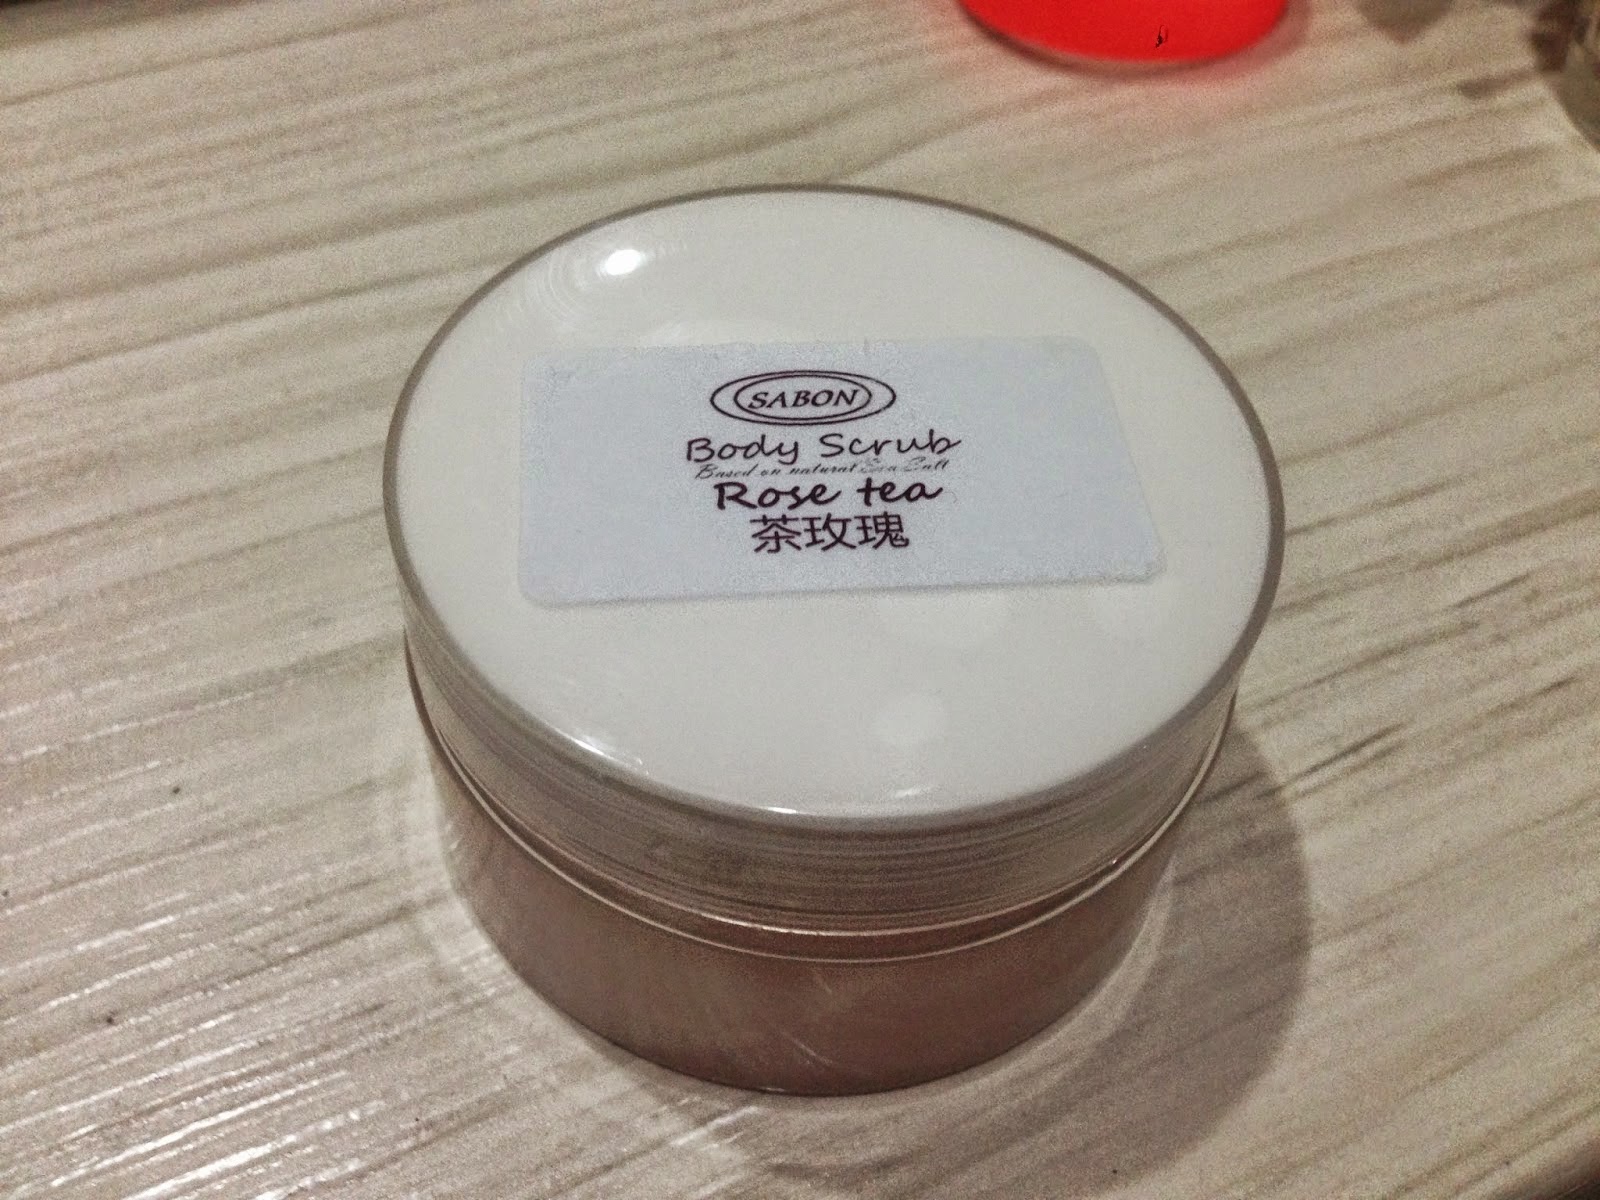 SABON
Body Scrub
Based on natural Sea Salt
Rose tea
茶玫瑰